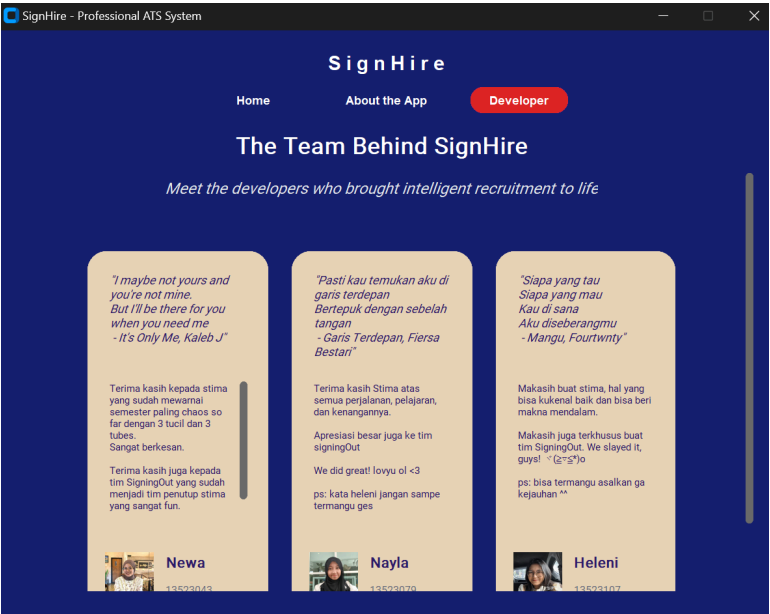 SignHire - Professional ATS System
SignHire
Home
About the App
Developer
The Team Behind SignHire
Meet the developers who brought intelligent recruitment to life
"I maybe not yours and
you're not mine.
But I'll be there for you
when you need me
- It's Only Me, Kaleb J"
Terima kasih kepada stima
yang sudah mewarnai
semester paling chaos so
far dengan 3 tucil dan 3
tubes.
Sangat berkesan.
Terima kasih juga kepada
tim SigningOut yang sudah
menjadi tim penutup stima
yang sangat fun.
Newa
13523043
"Pasti kau temukan aku di
garis terdepan
Bertepuk dengan sebelah
tangan
- Garis Terdepan, Fiersa
Bestari"
Terima kasih Stima atas
semua perjalanan, pelajaran,
dan kenangannya.
Apresiasi besar juga ke tim
signingOut
We did great! lovyu ol <3
ps: kata heleni jangan sampe
termangu ges
Nayla
13523079
"Siapa yang tau
Siapa yang mau
Kau di sana
Aku diseberangmu
- Mangu, Fourtwnty"
Makasih buat stima, hal yang
bisa kukenal baik dan bisa beri
makna mendalam.
Makasih juga terkhusus buat
tim SigningOut. We slayed it,
guys! ヾ(≧▽≦*)o
ps: bisa termangu asalkan ga
kejauhan ^^
Heleni
13523107